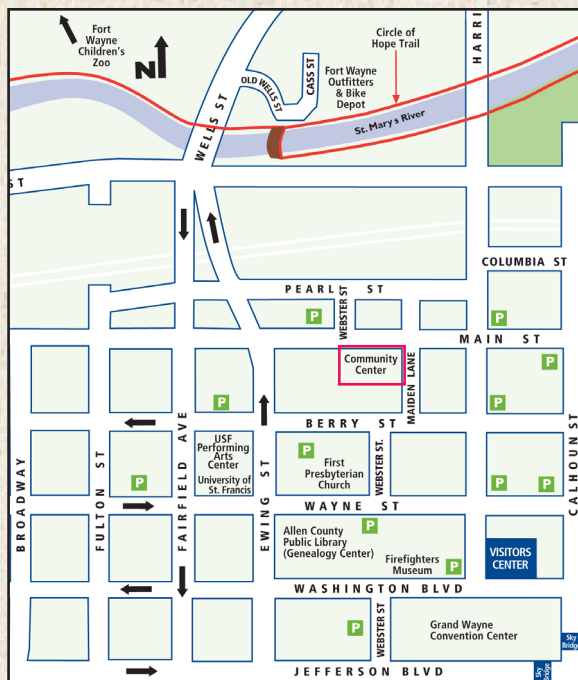 Fort
Wayne
Children's
Zoo
N
WELLS ST
OLD WELLS ST
CASS ST
Fort Wayne
Outfitters
& Bike
Depot
Circle of
Hope Trail
HARRI
St. Mary's River
ST
COLUMBIA ST
PEARL ST
P
WEBSTER ST
P
MAIN ST
Community
Center
MAIDEN LANE
P
P
P
BERRY ST
BROADWAY
FULTON ST
FAIRFIELD AVE
EWING ST
CALHOUN ST
P
USF
Performing
Arts
Center
University of
St. Francis
P
First
Presbyterian
Church
WEBSTER ST.
P
P
WAYNE ST
Allen County
Public Library
(Genealogy Center)
P
Firefighters
Museum
P
VISITORS
CENTER
WASHINGTON BLVD
P
WEBSTER ST
Grand Wayne
Convention Center
Sky
Bridge
Sky
Bridge
JEFFERSON BLVD